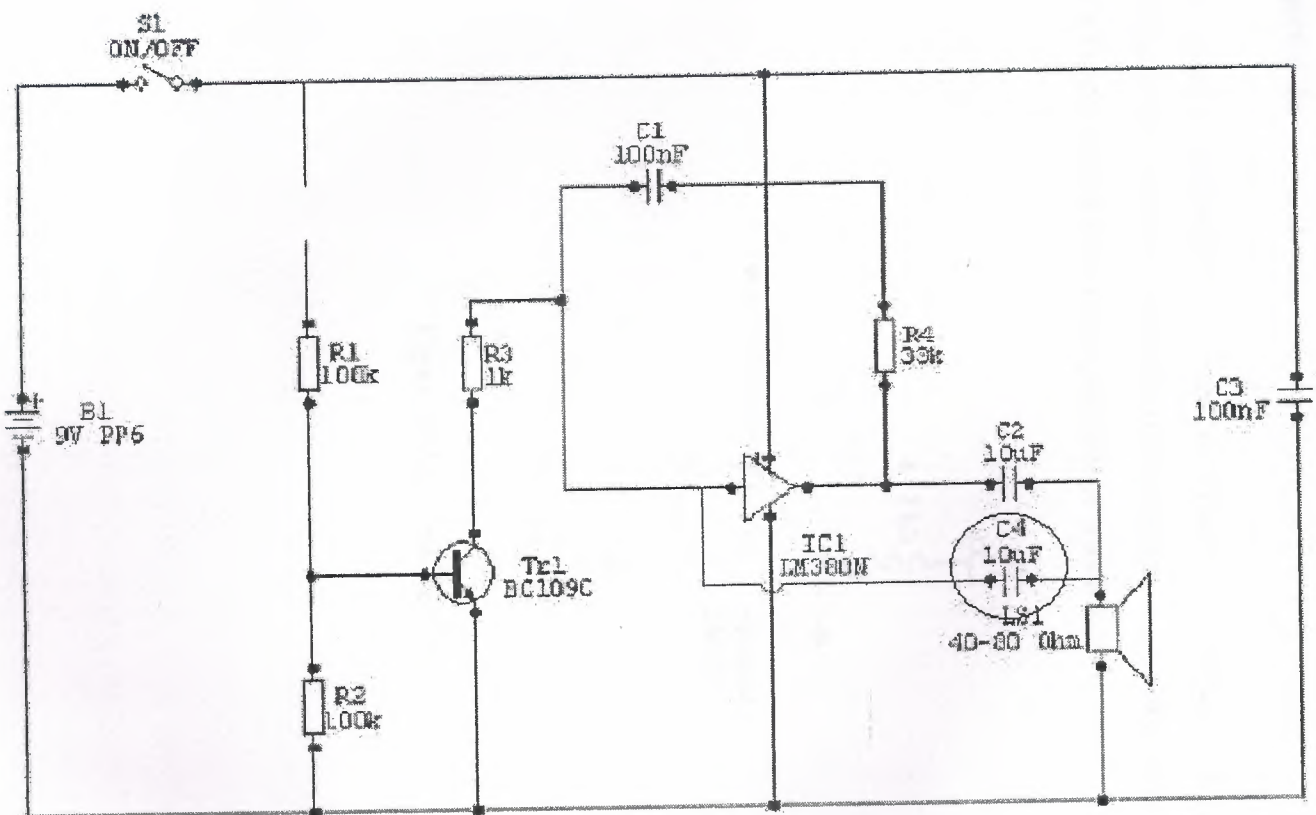 S1
ON/OFF
C1
100nF
R1
100k
R3
1k
R4
33k
B1
9V PP6
C3
100nF
C2
10uF
Tr1
BC109C
IC1
LM380N
C4
10uF
LS1
40-80 Ohm
R2
100k